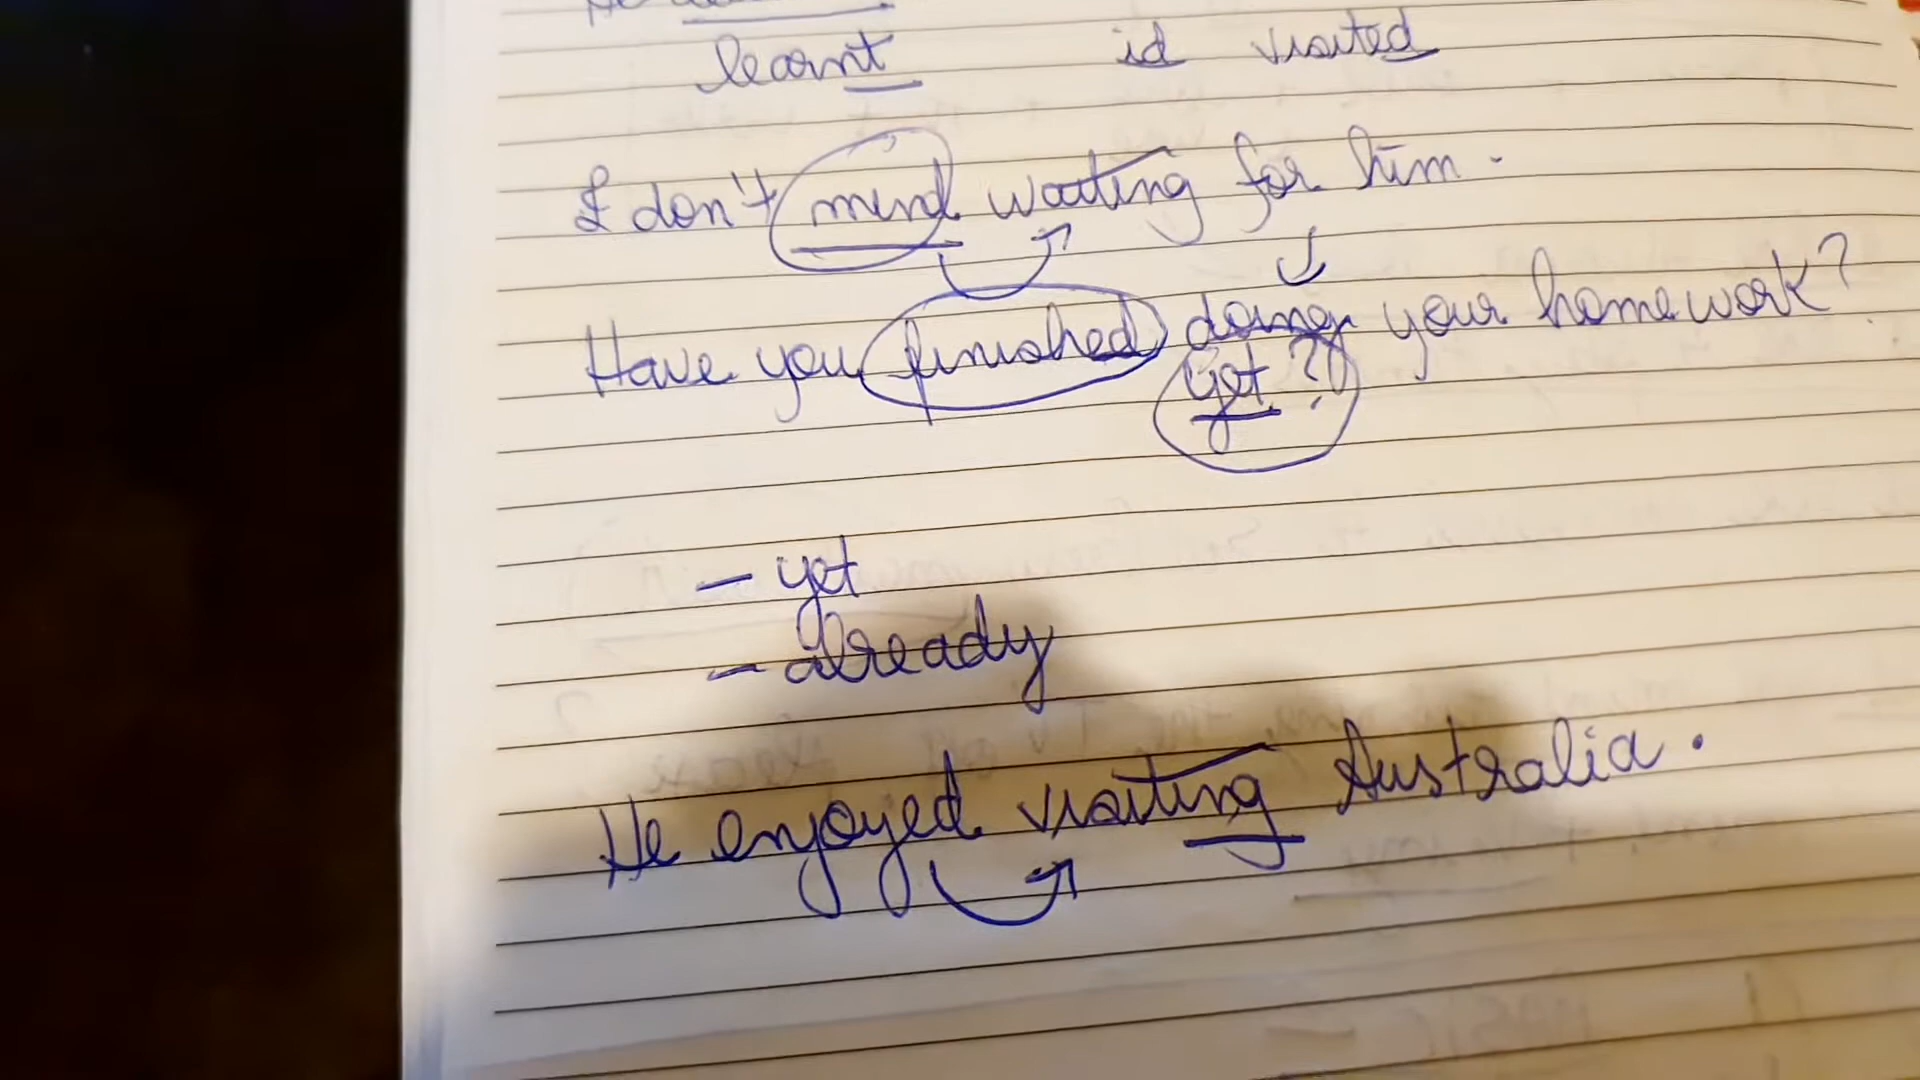 He
learnt id visited
I don't mind waiting for him.
Have you finished doing your homework?
yet?
- yet
- already
He enjoyed visiting Australia.